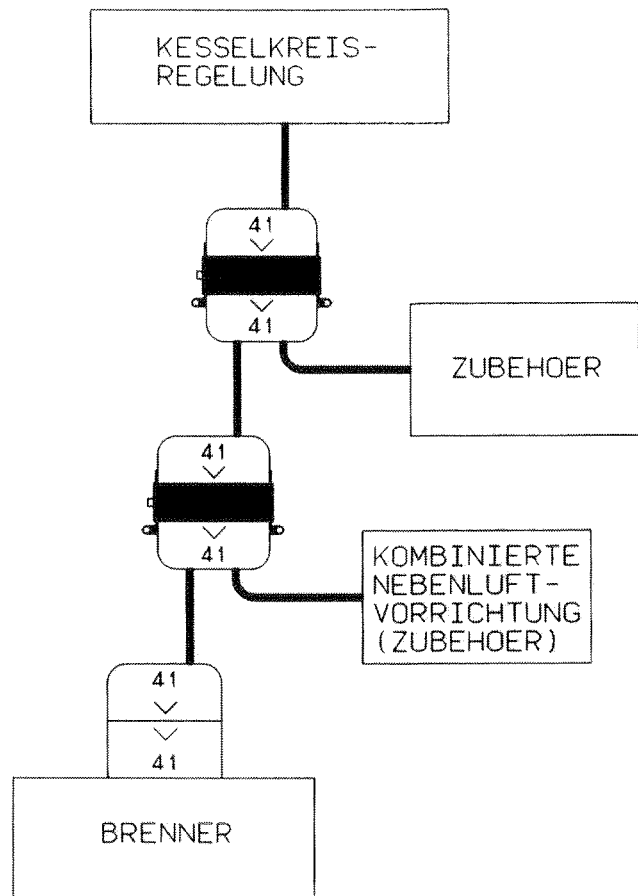 KESSELKREIS-
REGELUNG
41
41
ZUBEHOER
41
41
KOMBINIERTE
NEBENLUFT-
VORRICHTUNG
(ZUBEHOER)
41
41
BRENNER